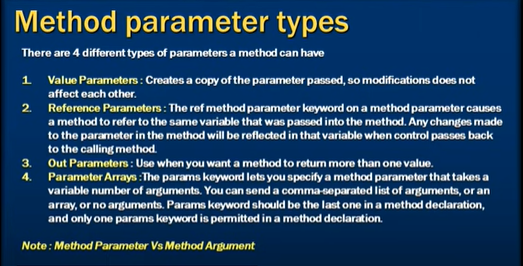 Method parameter types
There are 4 different types of parameters a method can have
1. Value Parameters : Creates a copy of the parameter passed, so modifications does not
affect each other.
2. Reference Parameters : The ref method parameter keyword on a method parameter causes
a method to refer to the same variable that was passed into the method. Any changes made
to the parameter in the method will be reflected in that variable when control passes back
to the calling method.
3. Out Parameters : Use when you want a method to return more than one value.
4. Parameter Arrays :The params keyword lets you specify a method parameter that takes a
variable number of arguments. You can send a comma-separated list of arguments, or an
array, or no arguments. Params keyword should be the last one in a method declaration,
and only one params keyword is permitted in a method declaration.
Note : Method Parameter Vs Method Argument